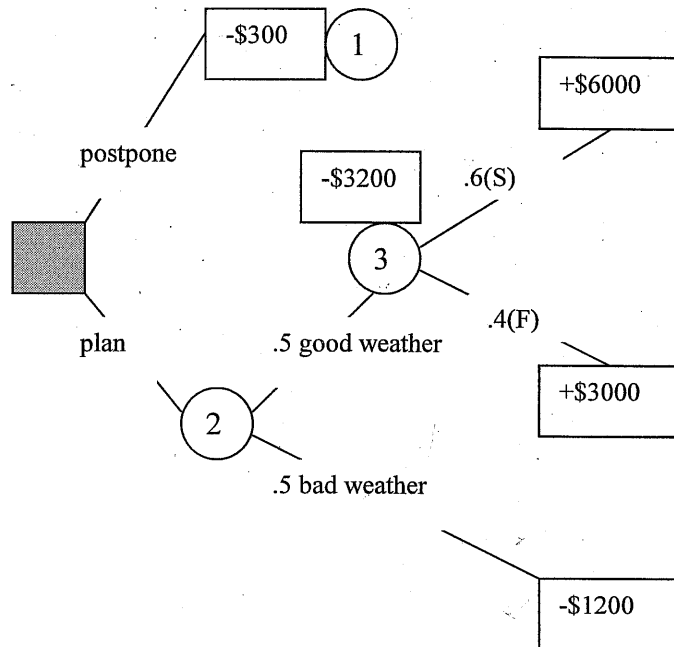 -$300
1
+$6000
postpone
-$3200
.6(S)
3
.4(F)
plan
.5 good weather
+$3000
2
.5 bad weather
-$1200